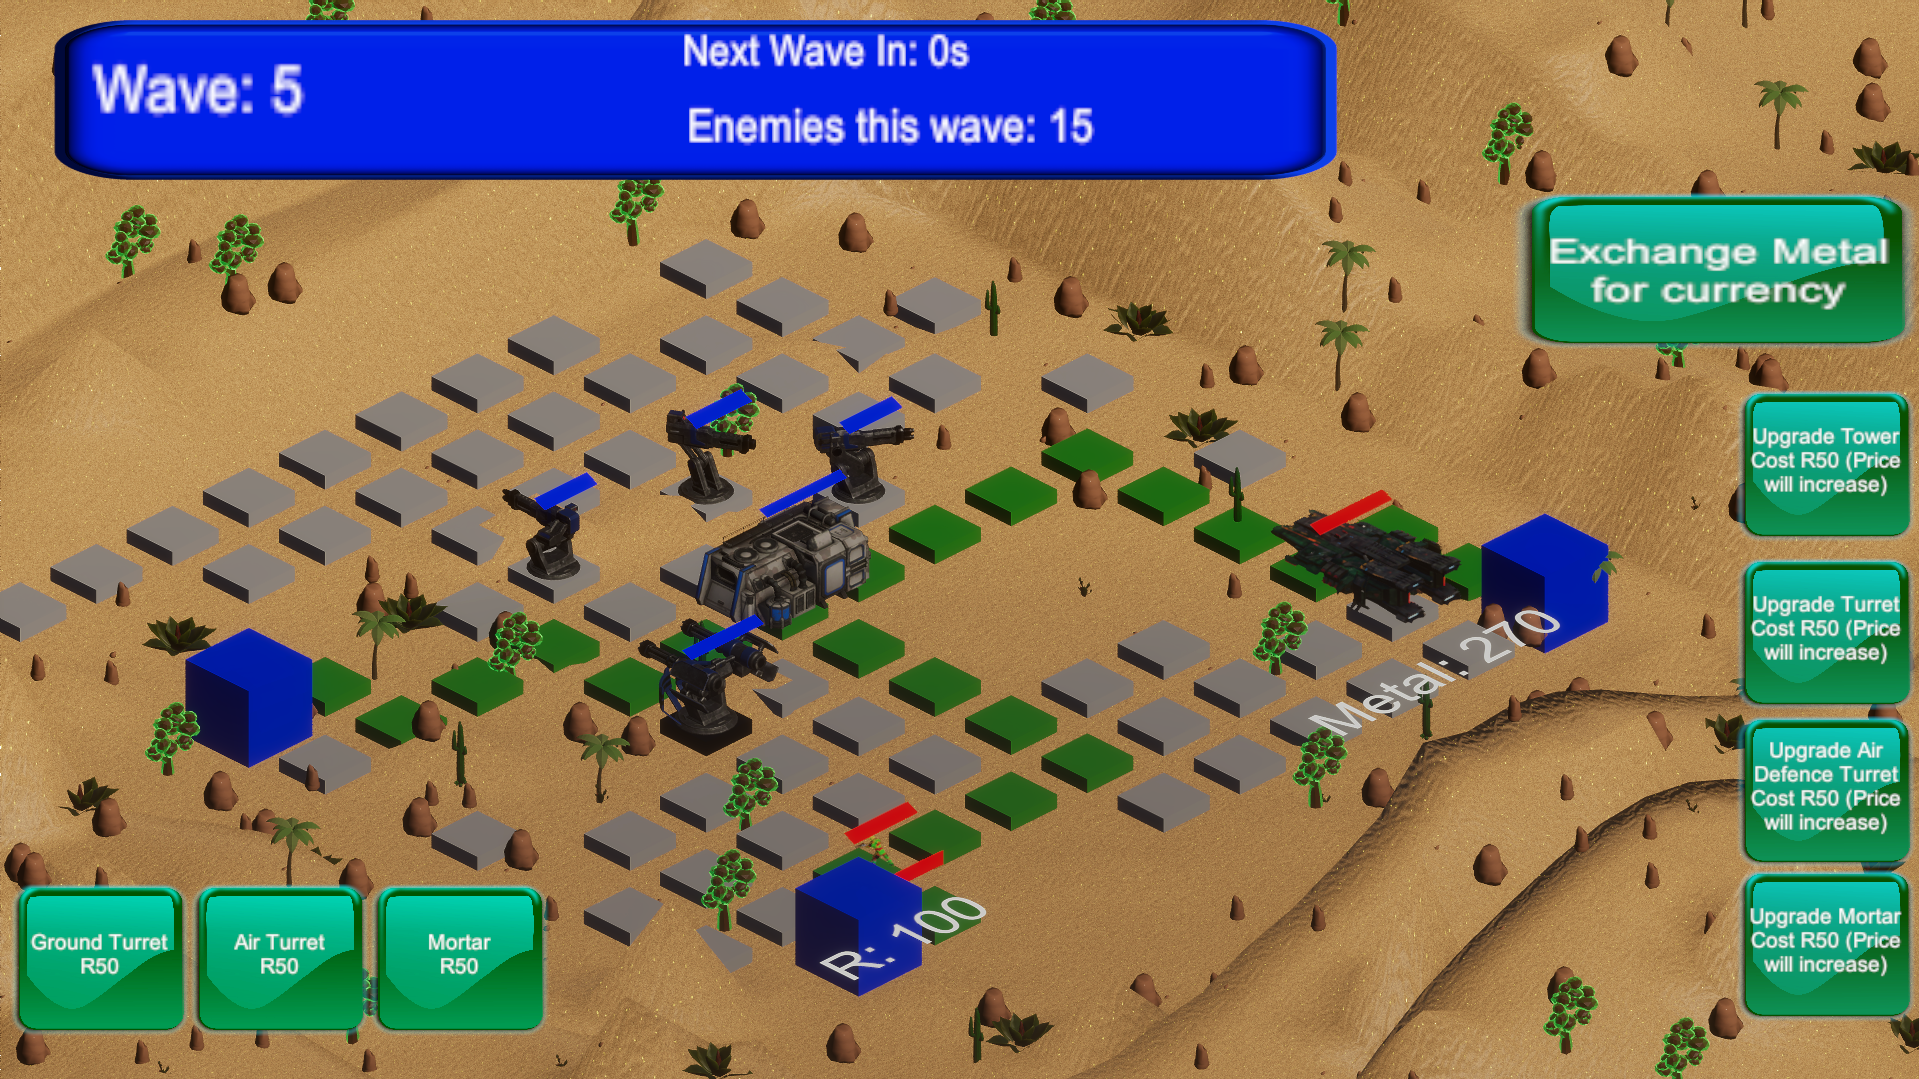 Wave: 5
Next Wave In: 0s
Enemies this wave: 15
Exchange Metal
for currency
Upgrade Tower
Cost R50 (Price
will increase)
Upgrade Turret
Cost R50 (Price
will increase)
Metal: 270
Upgrade Air
Defence Turret
Cost R50 (Price
will increase)
R: 100
Upgrade Mortar
Cost R50 (Price
will increase)
Ground Turret
R50
Air Turret
R50
Mortar
R50